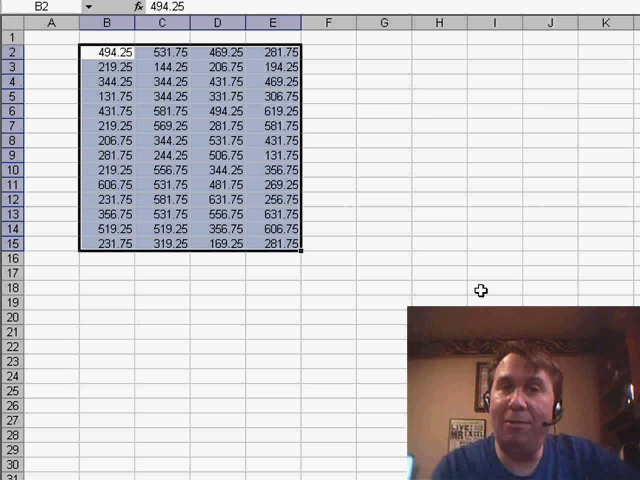 B2 fx 494.25
A B C D E F G H I J K
1
2 494.25 531.75 469.25 281.75
3 219.25 144.25 206.75 194.25
4 344.25 344.25 431.75 469.25
5 131.75 344.25 331.75 306.75
6 431.75 581.75 494.25 619.25
7 219.25 569.25 281.75 581.75
8 206.75 344.25 531.75 431.75
9 281.75 244.25 506.75 131.75
10 219.25 556.75 344.25 356.75
11 606.75 531.75 481.75 269.25
12 231.75 581.75 631.75 256.75
13 356.75 531.75 556.75 631.75
14 519.25 519.25 356.75 606.75
15 231.75 319.25 169.25 281.75
16
17
18
19
20
21
22
23
24
25
26
27
28
29
30
31
LIVE
MR EXCEL